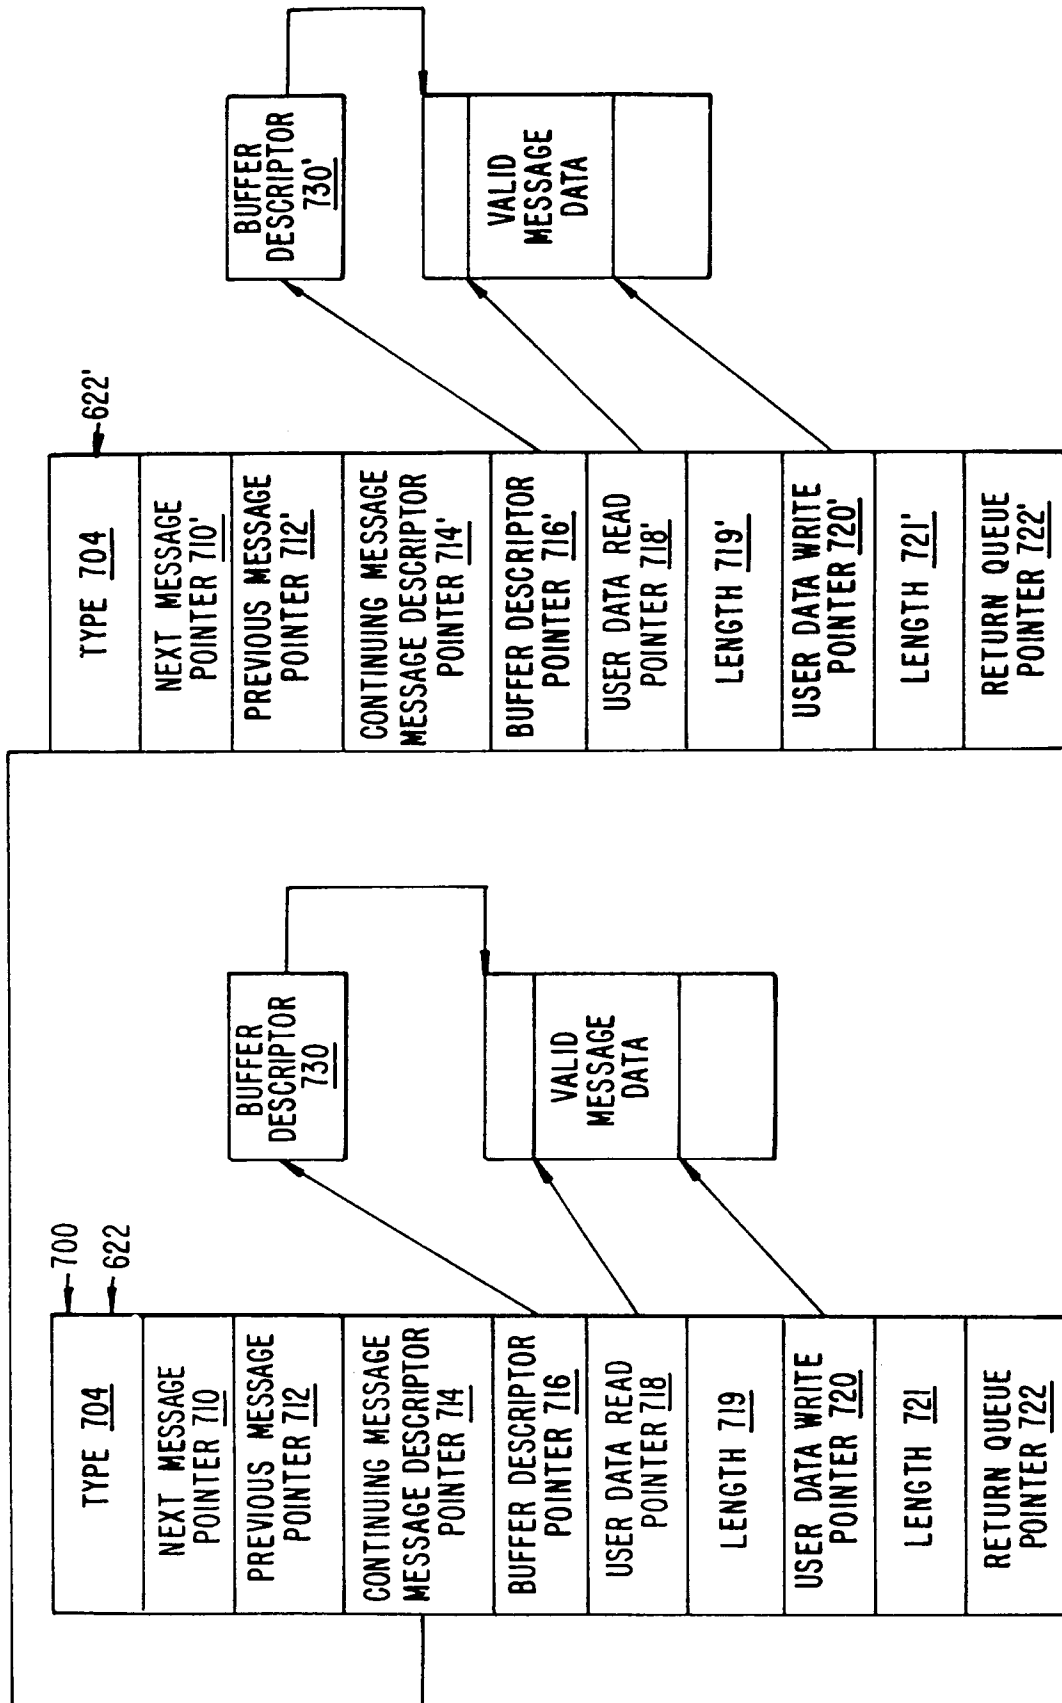 700
622
TYPE 704
NEXT MESSAGE
POINTER 710
PREVIOUS MESSAGE
POINTER 712
CONTINUING MESSAGE
MESSAGE DESCRIPTOR
POINTER 714
BUFFER DESCRIPTOR
POINTER 716
USER DATA READ
POINTER 718
LENGTH 719
USER DATA WRITE
POINTER 720
LENGTH 721
RETURN QUEUE
POINTER 722
BUFFER
DESCRIPTOR
730
VALID
MESSAGE
DATA
622'
TYPE 704
NEXT MESSAGE
POINTER 710'
PREVIOUS MESSAGE
POINTER 712'
CONTINUING MESSAGE
MESSAGE DESCRIPTOR
POINTER 714'
BUFFER DESCRIPTOR
POINTER 716'
USER DATA READ
POINTER 718'
LENGTH 719'
USER DATA WRITE
POINTER 720'
LENGTH 721'
RETURN QUEUE
POINTER 722'
BUFFER
DESCRIPTOR
730'
VALID
MESSAGE
DATA